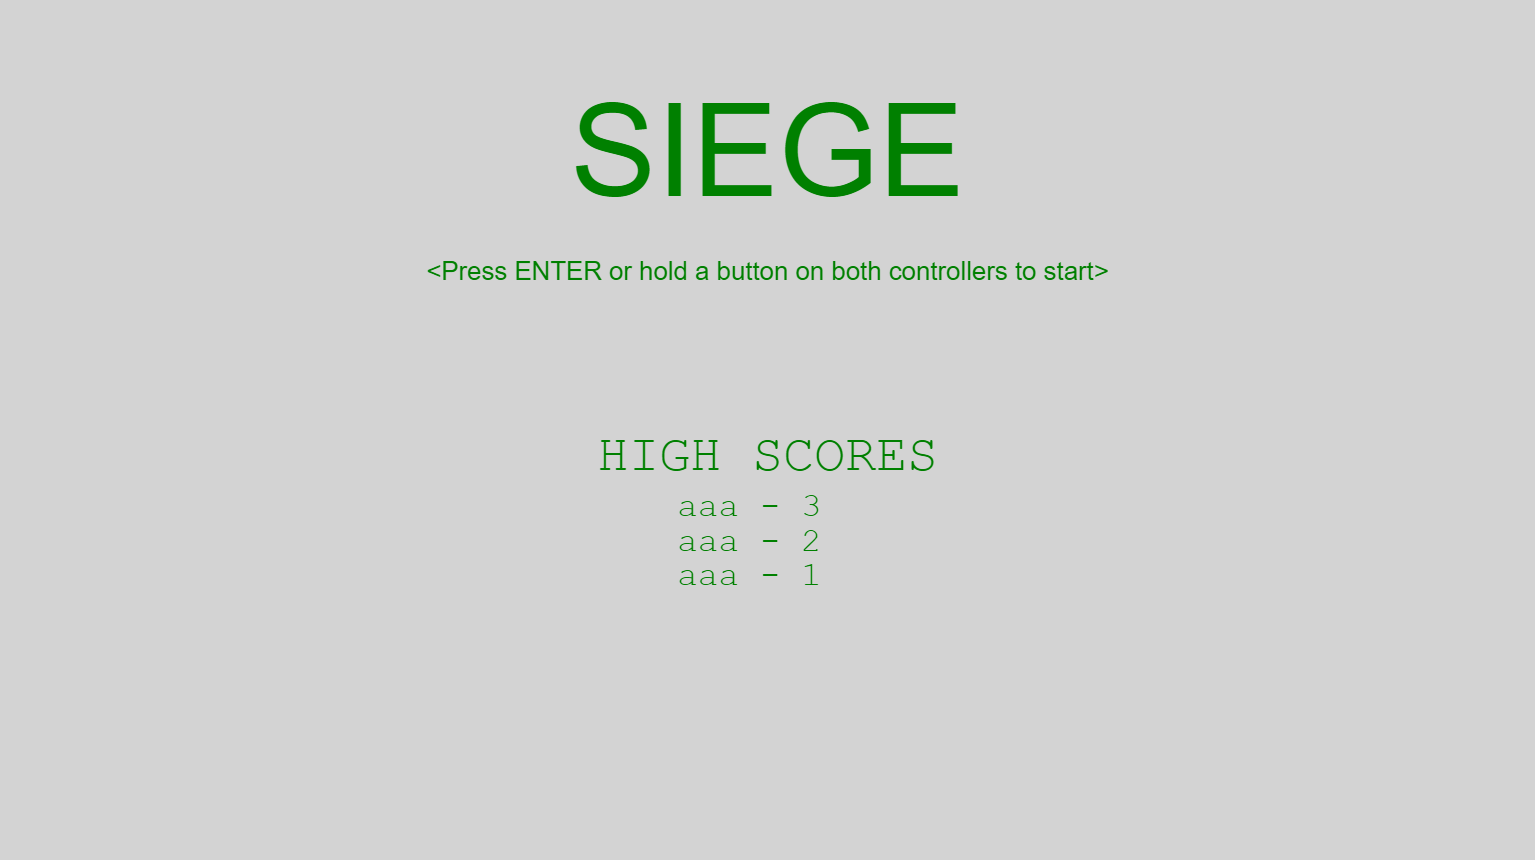 SIEGE
<Press ENTER or hold a button on both controllers to start>
HIGH SCORES
aaa - 3
aaa - 2
aaa - 1